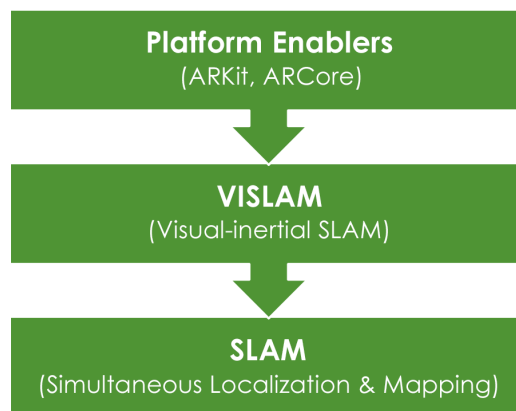 Platform Enablers
(ARKit, ARCore)
VISLAM
(Visual-inertial SLAM)
SLAM
(Simultaneous Localization & Mapping)